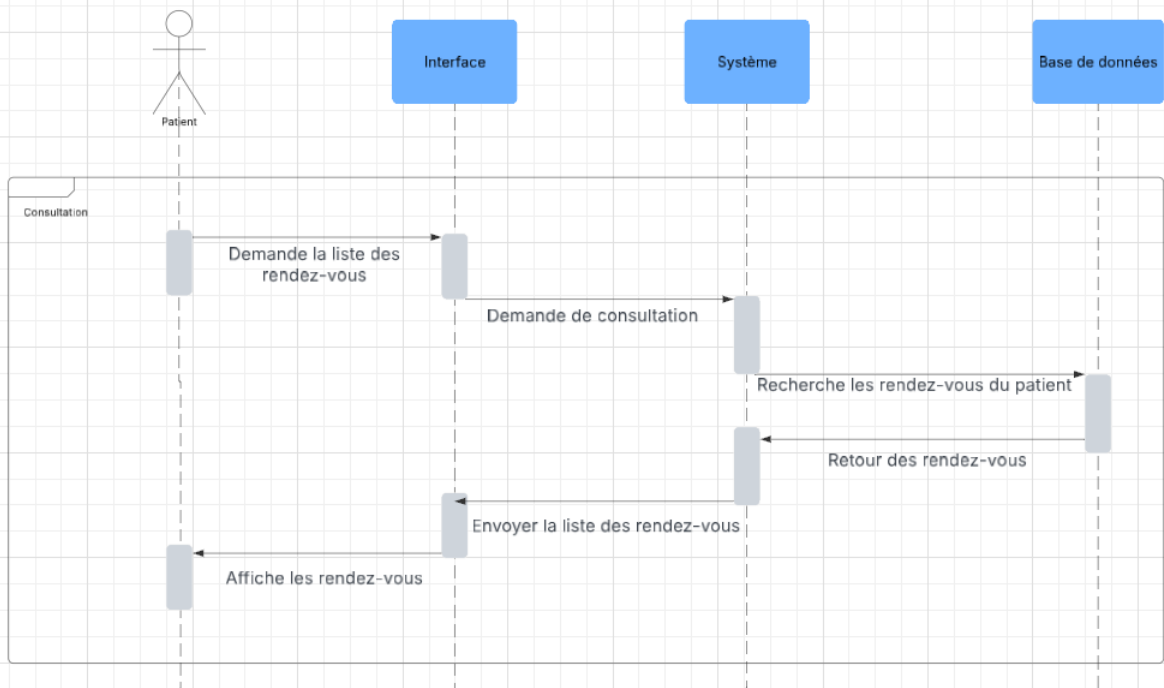 Patient
Interface
Système
Base de données
Consultation
Demande la liste des
rendez-vous
Demande de consultation
Recherche les rendez-vous du patient
Retour des rendez-vous
Envoyer la liste des rendez-vous
Affiche les rendez-vous